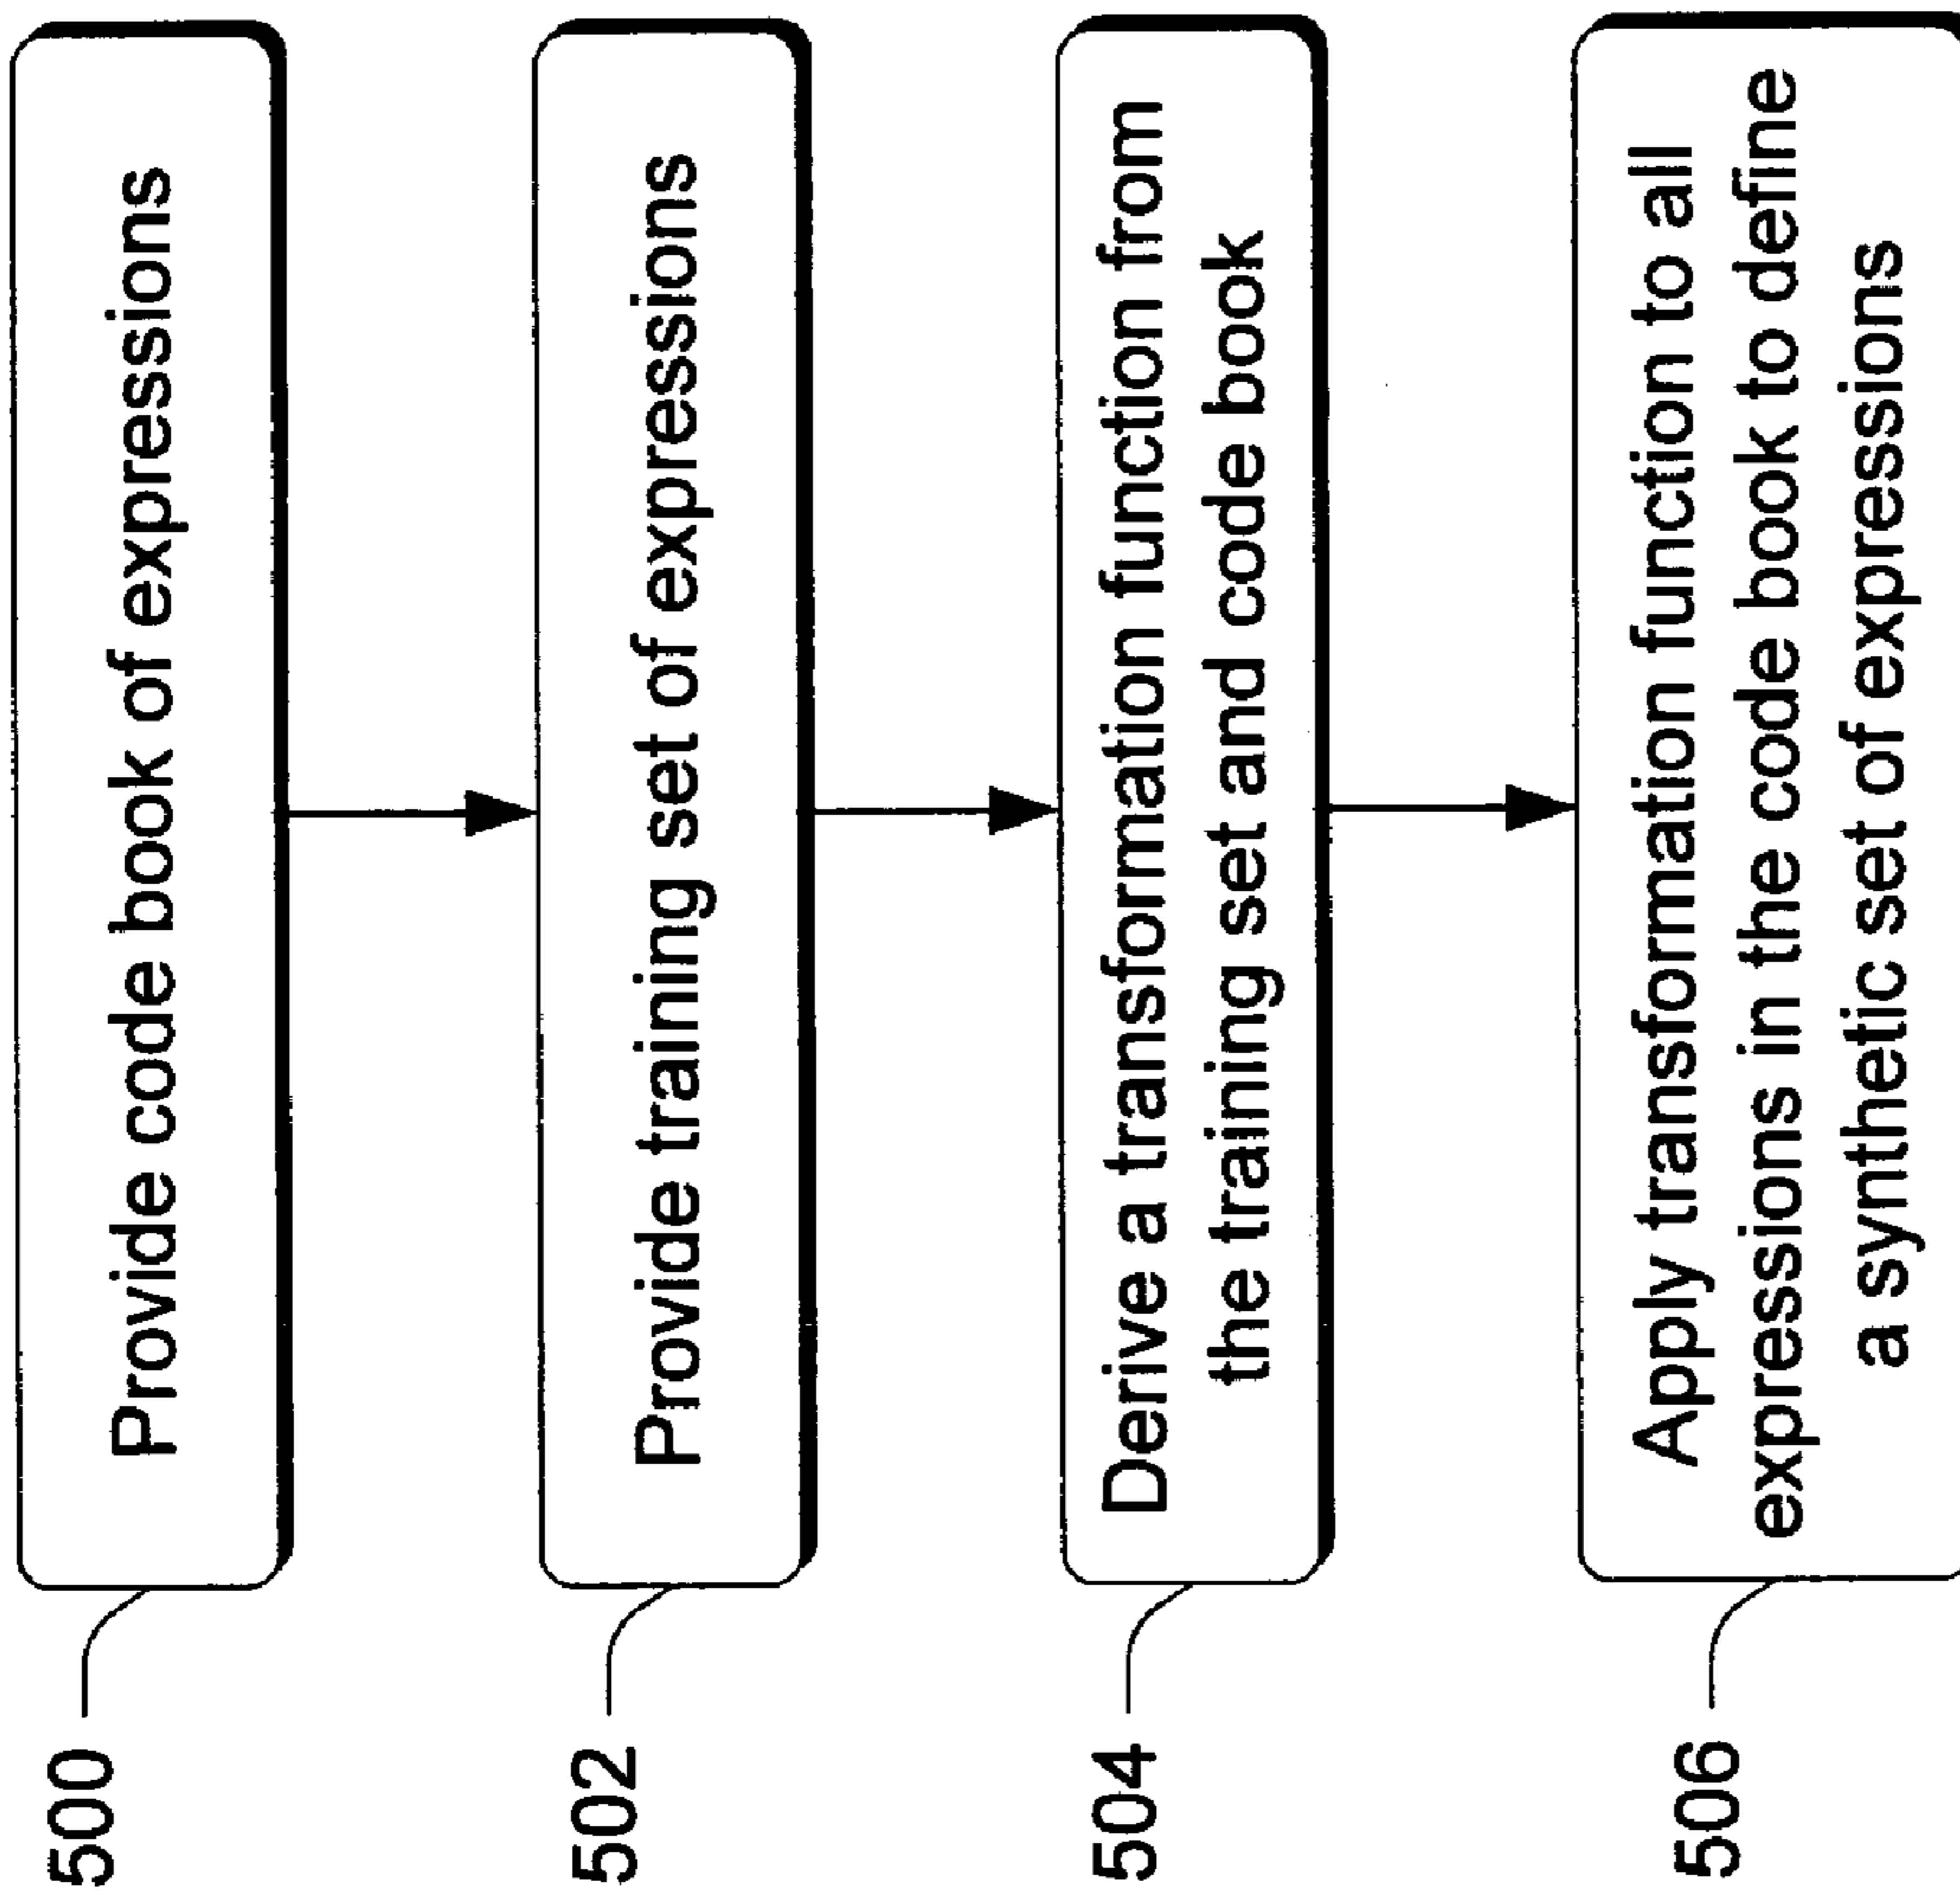 500
Provide code book of expressions
502
Provide training set of expressions
504
Derive a transformation function from
the training set and code book
506
Apply transformation function to all
expressions in the code book to define
a synthetic set of expressions